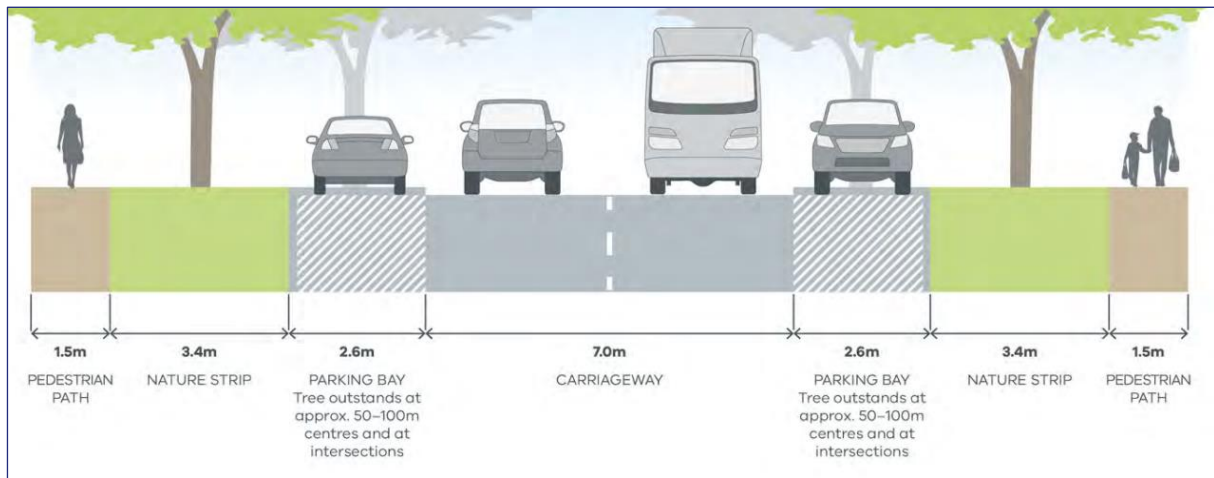 1.5m
3.4m
2.6m
7.0m
2.6m
3.4m
1.5m
PEDESTRIAN
PATH
NATURE STRIP
PARKING BAY
Tree outstands at
approx. 50–100m
centres and at
intersections
CARRIAGEWAY
PARKING BAY
Tree outstands at
approx. 50–100m
centres and at
intersections
NATURE STRIP
PEDESTRIAN
PATH